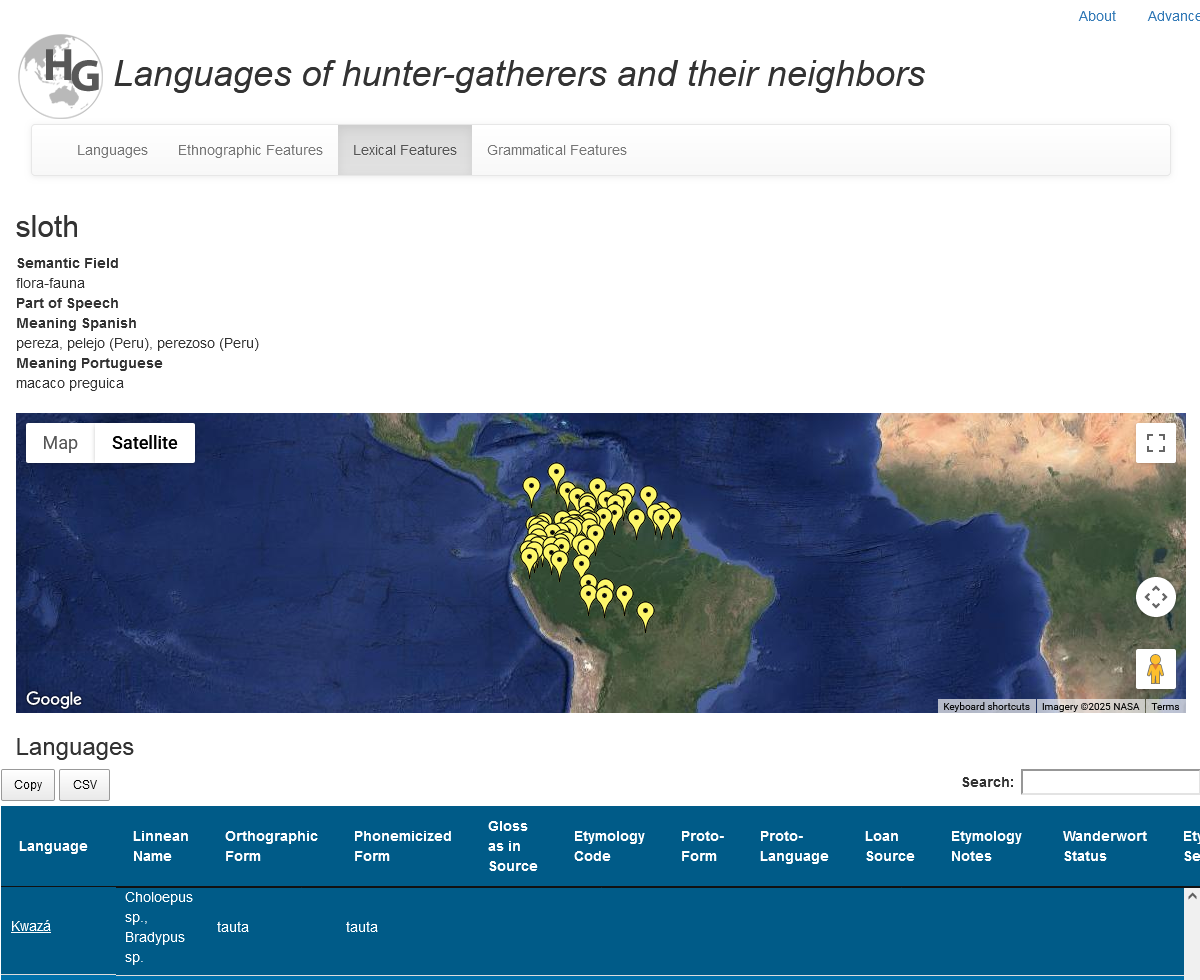 About Advance
HG Languages of hunter-gatherers and their neighbors
Languages Ethnographic Features Lexical Features Grammatical Features
sloth
Semantic Field
flora-fauna
Part of Speech
Meaning Spanish
pereza, pelejo (Peru), perezoso (Peru)
Meaning Portuguese
macaco preguica
Map Satellite
Google
Keyboard shortcuts Imagery ©2025 NASA Terms
Languages
Copy CSV Search:
Language Linnean Name Orthographic Form Phonemicized Form Gloss as in Source Etymology Code Proto-Form Proto-Language Loan Source Etymology Notes Wanderwort Status Ety Se
Kwazá Choloepus sp., Bradypus sp. tauta tauta